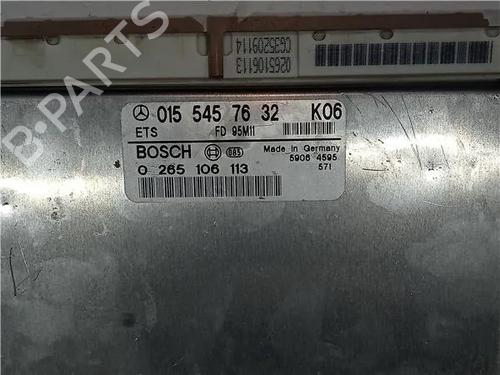 0265106113
CG35209114
015 545 76 32 K06
ETS FD 95M11
BOSCH 583 Made in Germany
5906 4595
0 265 106 113 571
B-PARTS